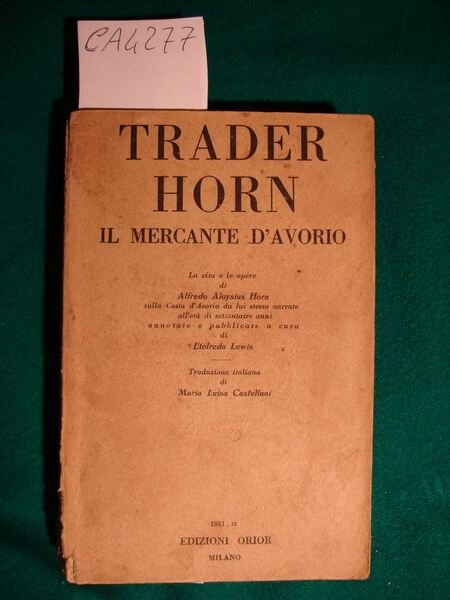 CA4277
TRADER
HORN
IL MERCANTE D'AVORIO
La vita e le opere
di
Alfredo Aloysius Horn
sulla Costa d'Avorio da lui stesso narrate
all'età di settantatre anni
annotate e pubblicate a cura
di
Etelreda Lewis
Traduzione italiana
di
Maria Luisa Castellani
1931
EDIZIONI ORIOR
MILANO